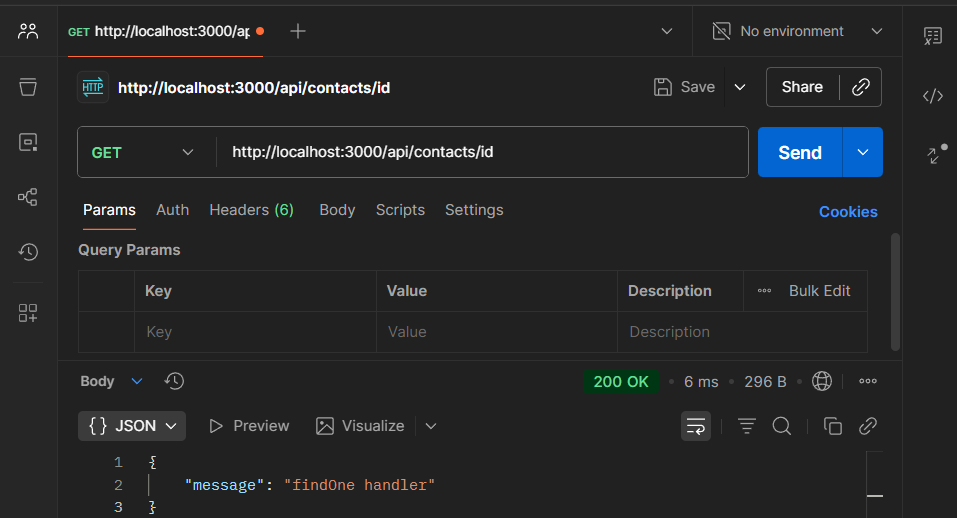 GET http://localhost:3000/ap
No environment
HTTP
http://localhost:3000/api/contacts/id
Save
Share
GET
http://localhost:3000/api/contacts/id
Send
Params Auth Headers (6) Body Scripts Settings Cookies
Query Params
Key Value Description Bulk Edit
Key Value Description
Body 200 OK 6 ms 296 B
{ } JSON Preview Visualize
1 {
2 "message": "findOne handler"
3 }